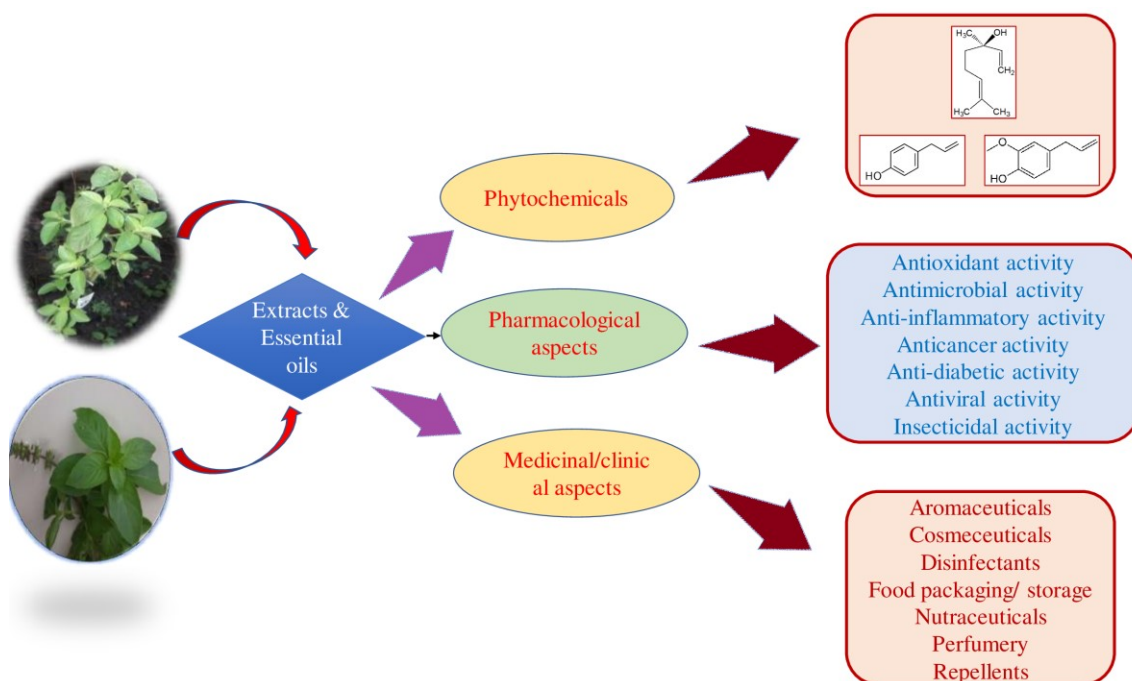 H₃C
OH
CH₂
CH₃
CH₃
HO
O
HO
Phytochemicals
Extracts &
Essential
oils
Pharmacological
aspects
Antioxidant activity
Antimicrobial activity
Anti-inflammatory activity
Anticancer activity
Anti-diabetic activity
Antiviral activity
Insecticidal activity
Medicinal/clinic
al aspects
Aromaceuticals
Cosmeceuticals
Disinfectants
Food packaging/ storage
Nutraceuticals
Perfumery
Repellents